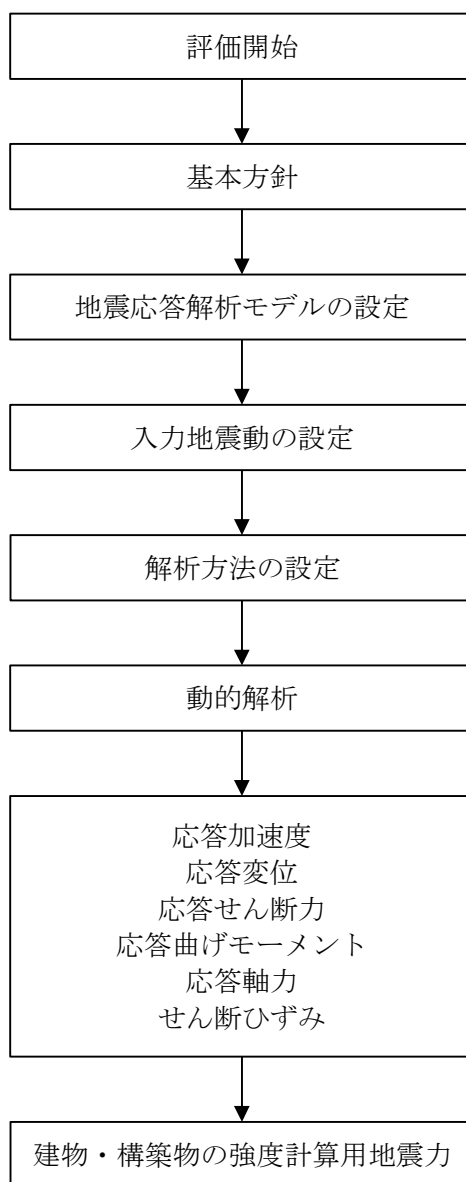 評価開始
基本方針
地震応答解析モデルの設定
入力地震動の設定
解析方法の設定
動的解析
応答加速度
応答変位
応答せん断力
応答曲げモーメント
応答軸力
せん断ひずみ
建物・構築物の強度計算用地震力